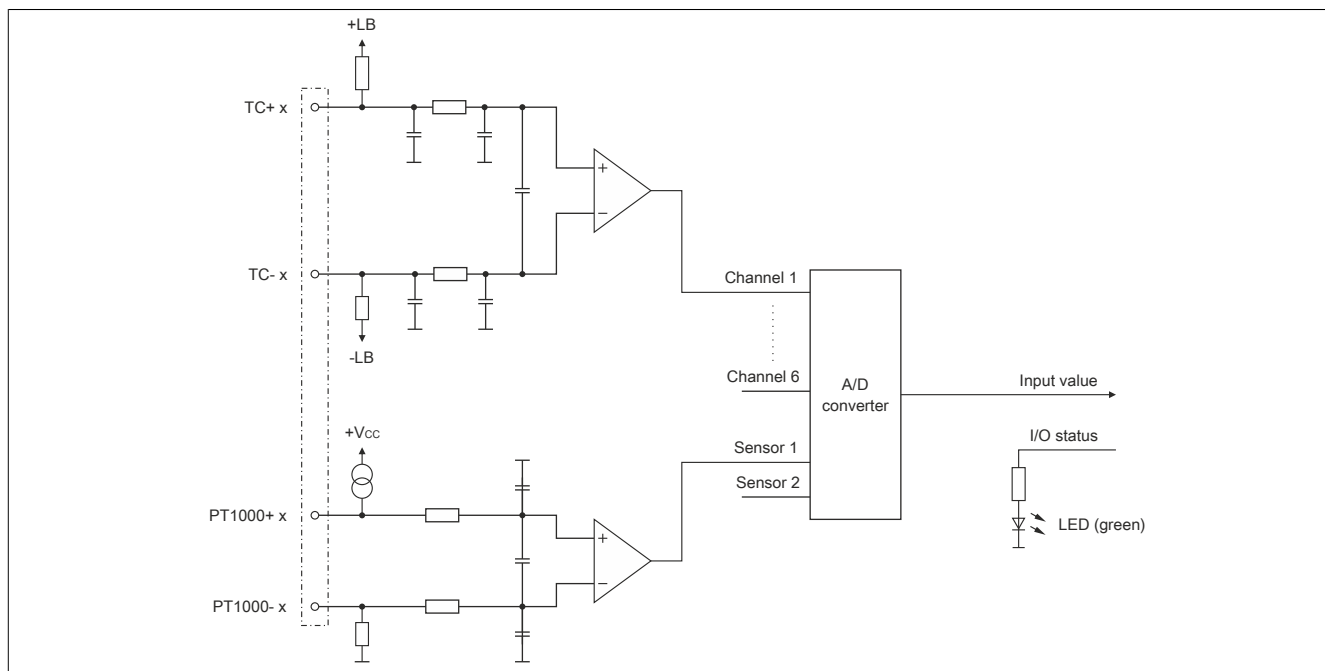 +LB
TC+ x
+
−
TC- x
Channel 1
-LB
Channel 6
A/D
converter
Input value
+Vcc
I/O status
Sensor 1
Sensor 2
PT1000+ x
+
LED (green)
−
PT1000- x